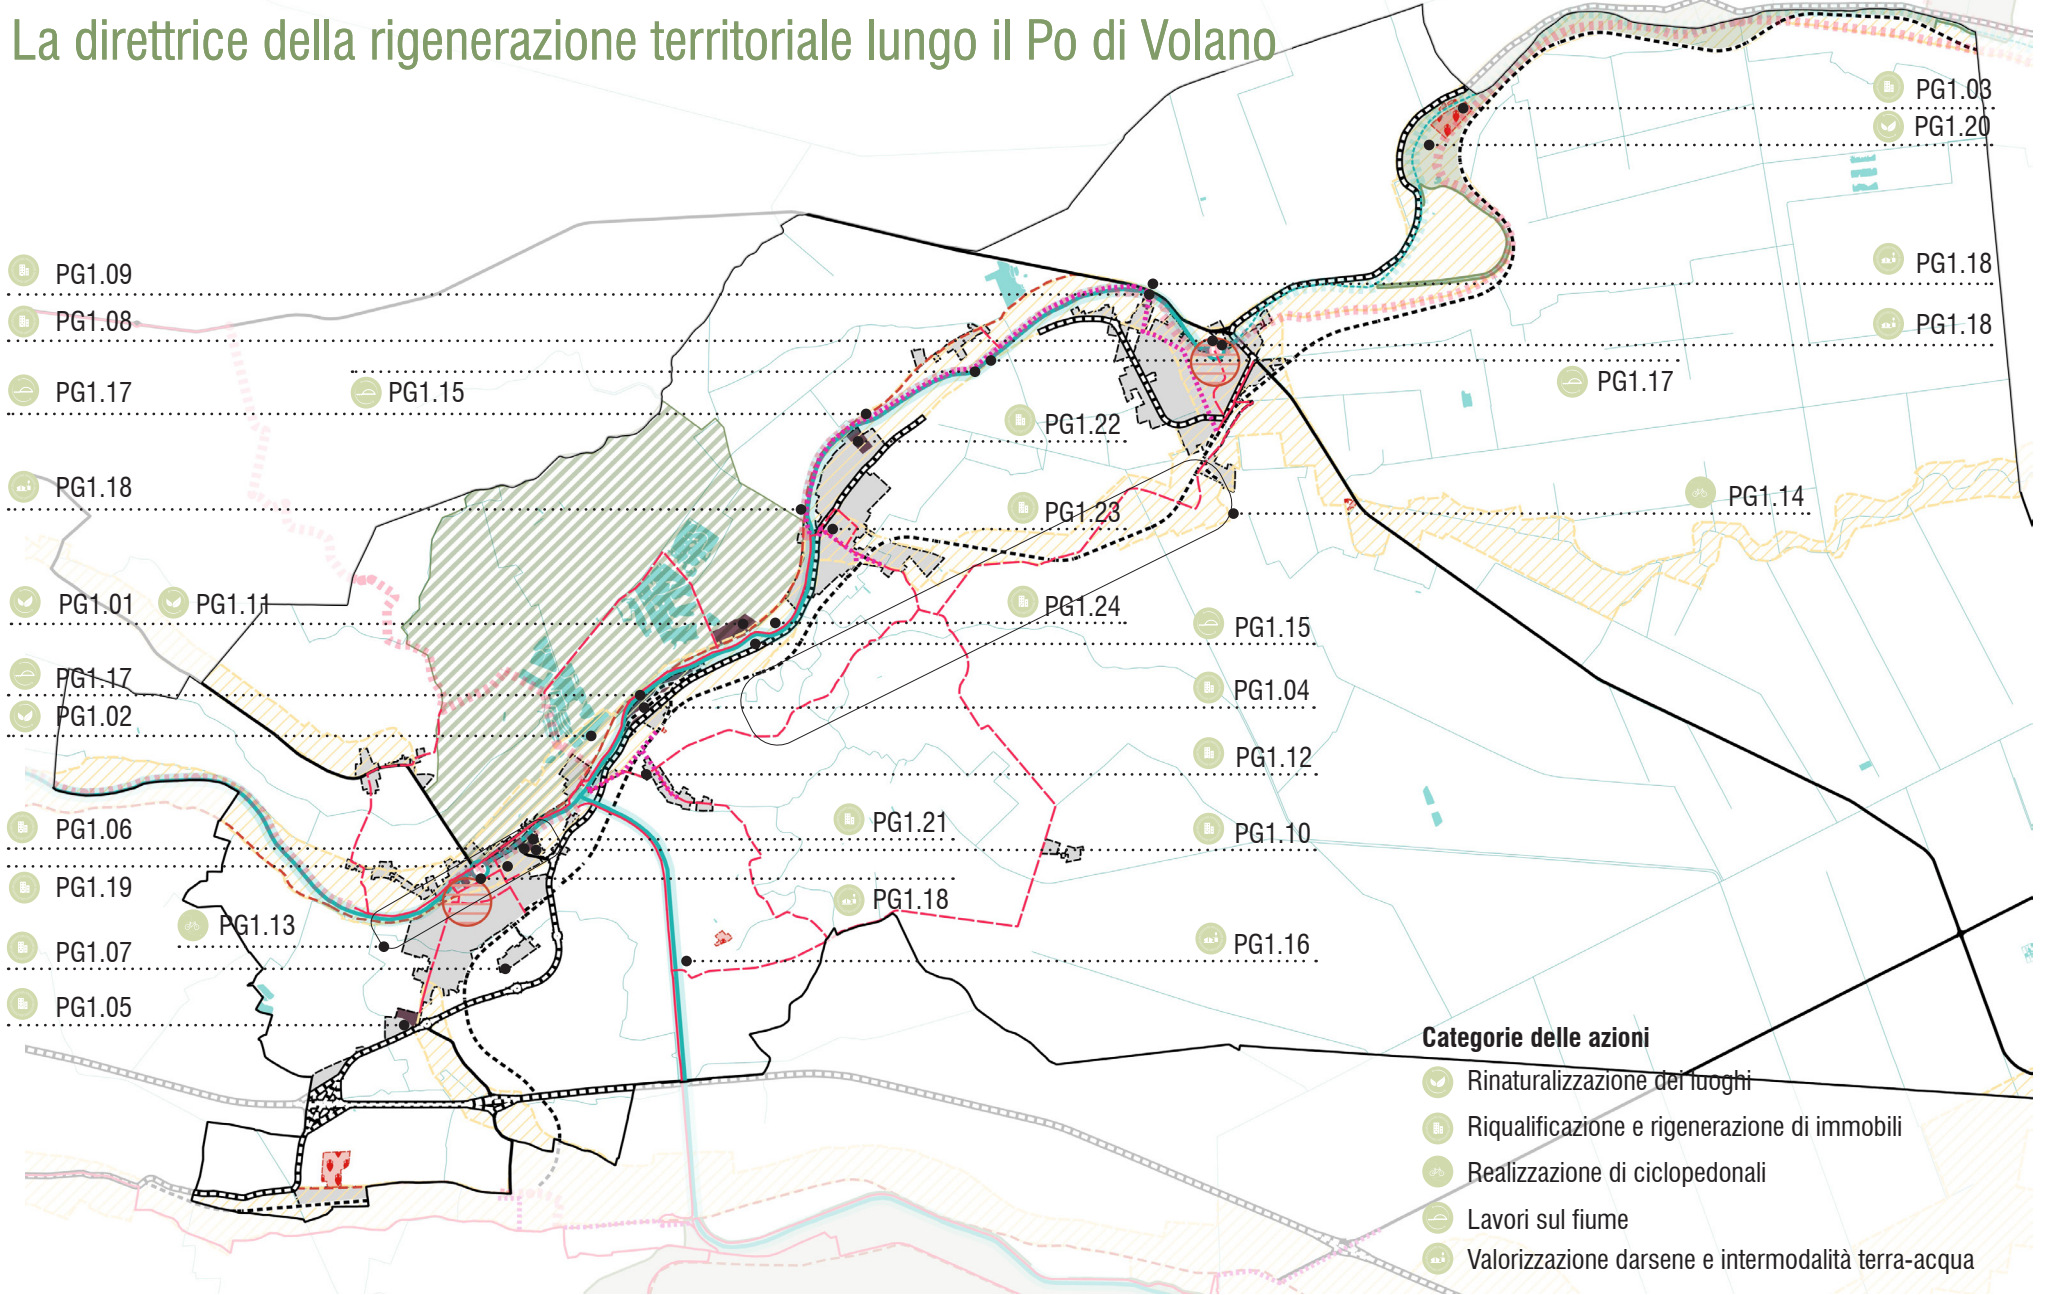 La direttrice della rigenerazione territoriale lungo il Po di Volano
PG1.03
PG1.20
PG1.09
PG1.18
PG1.08
PG1.18
PG1.17
PG1.15
PG1.17
PG1.22
PG1.18
PG1.14
PG1.23
PG1.01
PG1.11
PG1.24
PG1.15
PG1.17
PG1.04
PG1.02
PG1.12
PG1.06
PG1.21
PG1.10
PG1.19
PG1.18
PG1.13
PG1.07
PG1.16
PG1.05
Categorie delle azioni
Rinaturalizzazione dei luoghi
Riqualificazione e rigenerazione di immobili
Realizzazione di ciclopedonali
Lavori sul fiume
Valorizzazione darsene e intermodalità terra-acqua